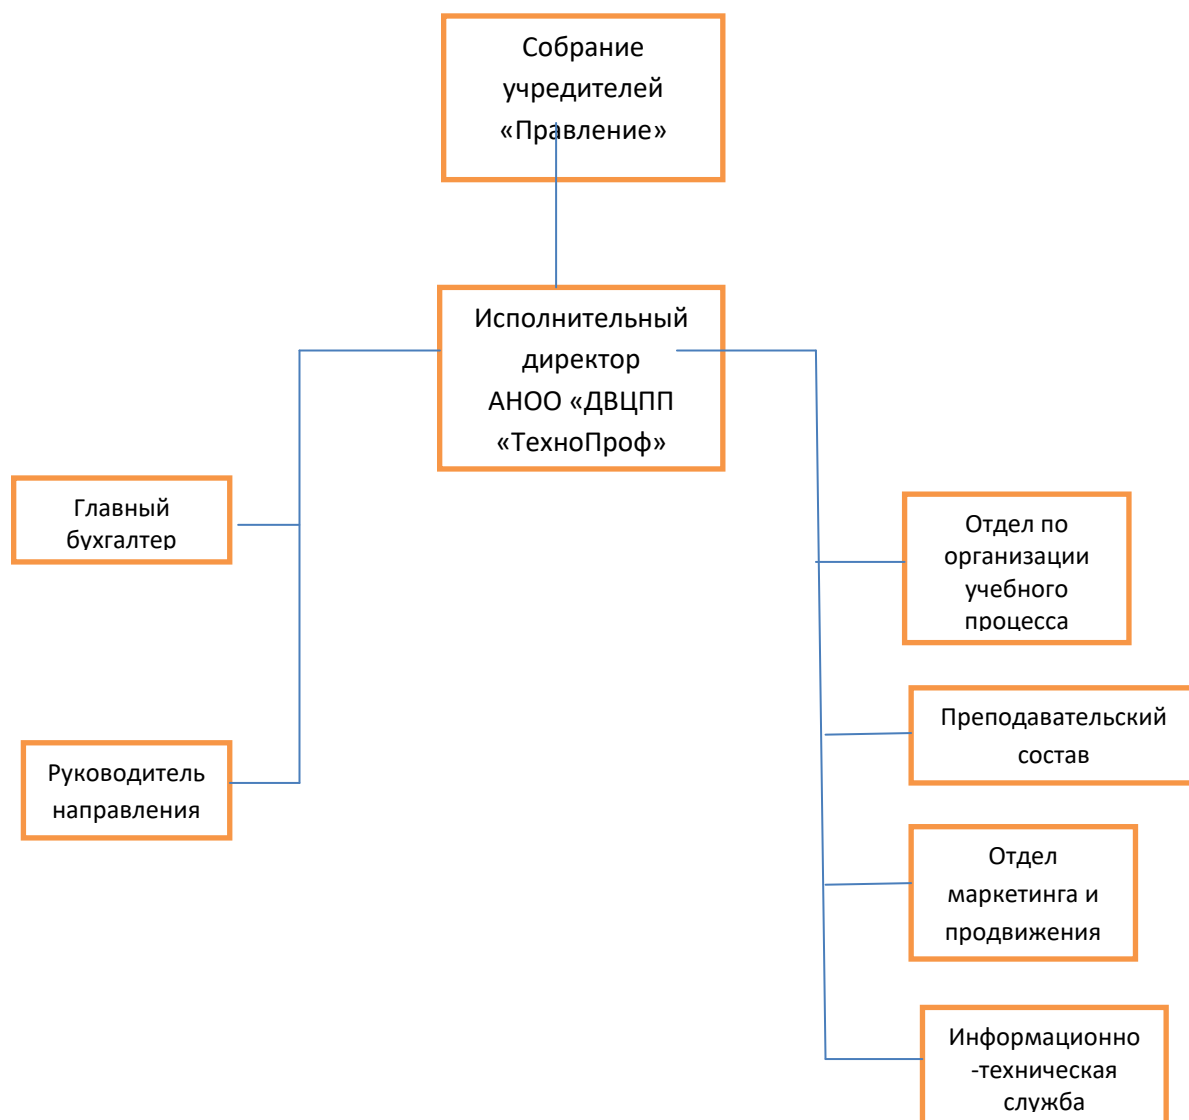 Собрание
учредителей
«Правление»
Исполнительный
директор
АНОО «ДВЦПП
«ТехноПроф»
Главный
бухгалтер
Руководитель
направления
Отдел по
организации
учебного
процесса
Преподавательский
состав
Отдел
маркетинга и
продвижения
Информационно
-техническая
служба